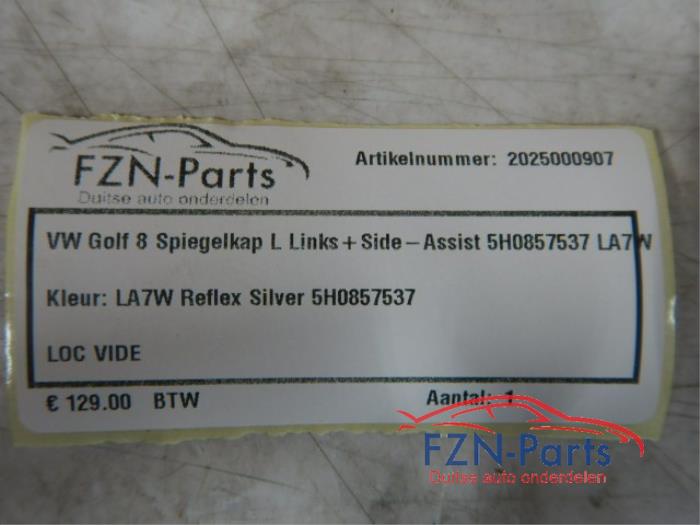 FZN-Parts
Duitse auto onderdelen
Artikelnummer: 2025000907
VW Golf 8 Spiegelkap L Links + Side-Assist 5H0857537 LA7W
Kleur: LA7W Reflex Silver 5H0857537
LOC VIDE
€ 129.00 BTW
Aantal: 1
FZN-Parts
Duitse auto onderdelen